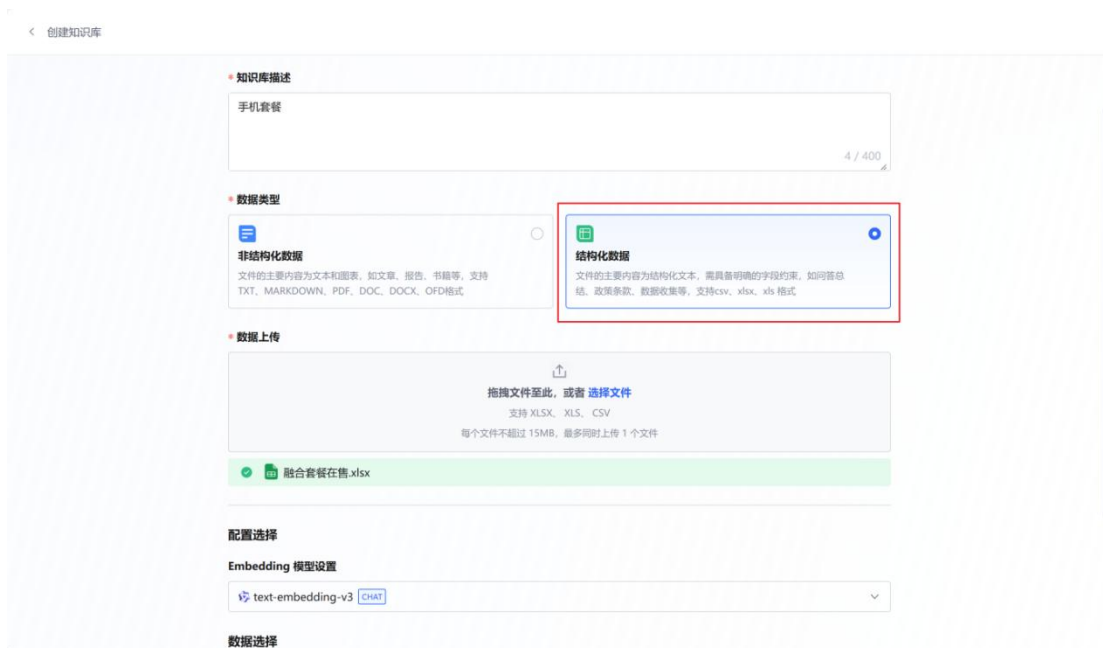 创建知识库
* 知识库描述
手机套餐
4 / 400
* 数据类型
非结构化数据
文件的主要内容为文本和图表，如文章、报告、书籍等，支持
TXT、MARKDOWN、PDF、DOC、DOCX、OFD格式
结构化数据
文件的主要内容为结构化文本，需具备明确的字段约束，如问答总
结、政策条款、数据收集等，支持csv、xlsx、xls 格式
* 数据上传
拖拽文件至此，或者 选择文件
支持 XLSX、 XLS、 CSV
每个文件不超过 15MB，最多同时上传 1 个文件
融合套餐在售.xlsx
配置选择
Embedding 模型设置
text-embedding-v3 CHAT
数据选择